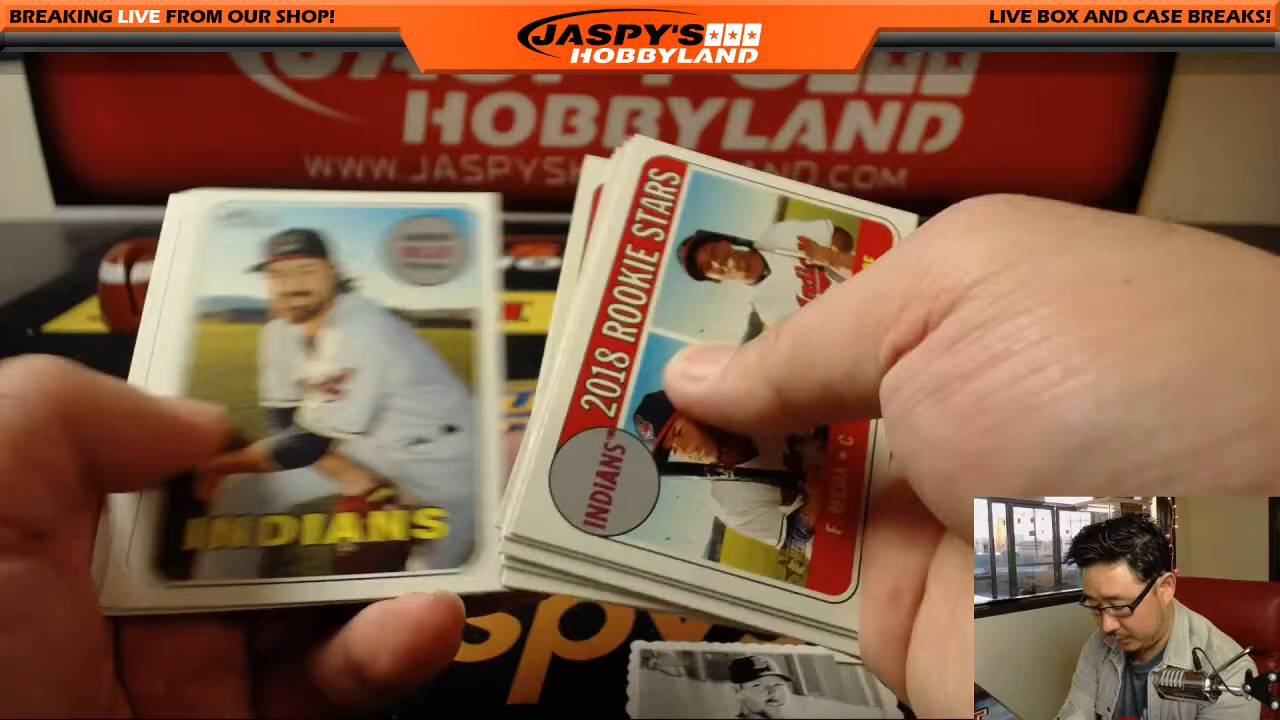 BREAKING LIVE FROM OUR SHOP!
JASPY'S
HOBBYLAND
LIVE BOX AND CASE BREAKS!
HOBBYLAND
INDIANS
2018 ROOKIE STARS
INDIANS
F. MEJIA • C